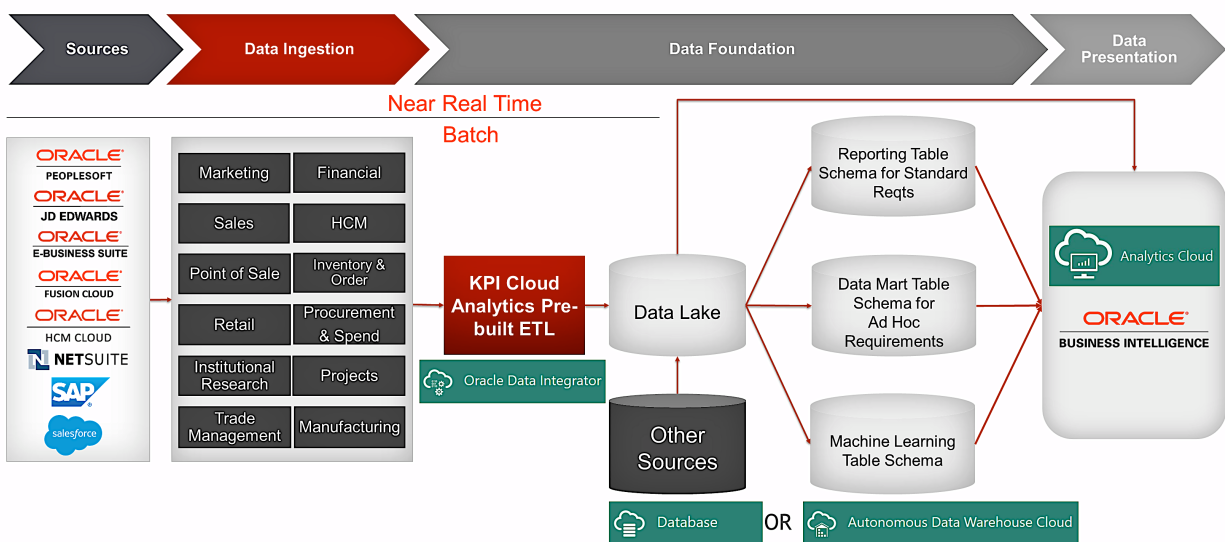 Sources
Data Ingestion
Data Foundation
Data
Presentation
Near Real Time
Batch
ORACLE®
PEOPLESOFT
ORACLE®
JD EDWARDS
ORACLE®
E-BUSINESS SUITE
ORACLE®
FUSION CLOUD
ORACLE®
HCM CLOUD
N NETSUITE
SAP®
salesforce
Marketing
Financial
Sales
HCM
Point of Sale
Inventory &
Order
Retail
Procurement
& Spend
Institutional
Research
Projects
Trade
Management
Manufacturing
KPI Cloud
Analytics Pre-
built ETL
Oracle Data Integrator
Data Lake
Other
Sources
Database
OR
Autonomous Data Warehouse Cloud
Reporting Table
Schema for Standard
Reqts
Data Mart Table
Schema for
Ad Hoc
Requirements
Machine Learning
Table Schema
Analytics Cloud
ORACLE®
BUSINESS INTELLIGENCE